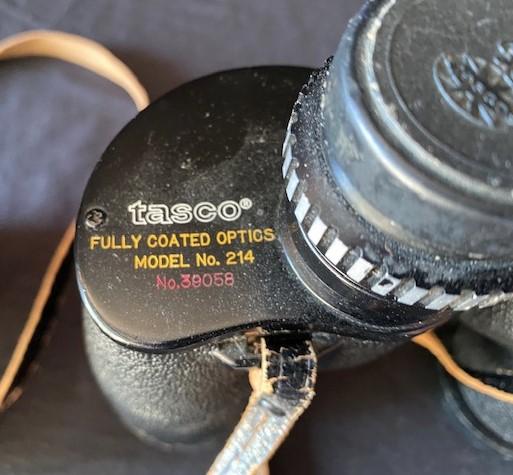 tasco®
FULLY COATED OPTICS
MODEL No. 214
No.39058